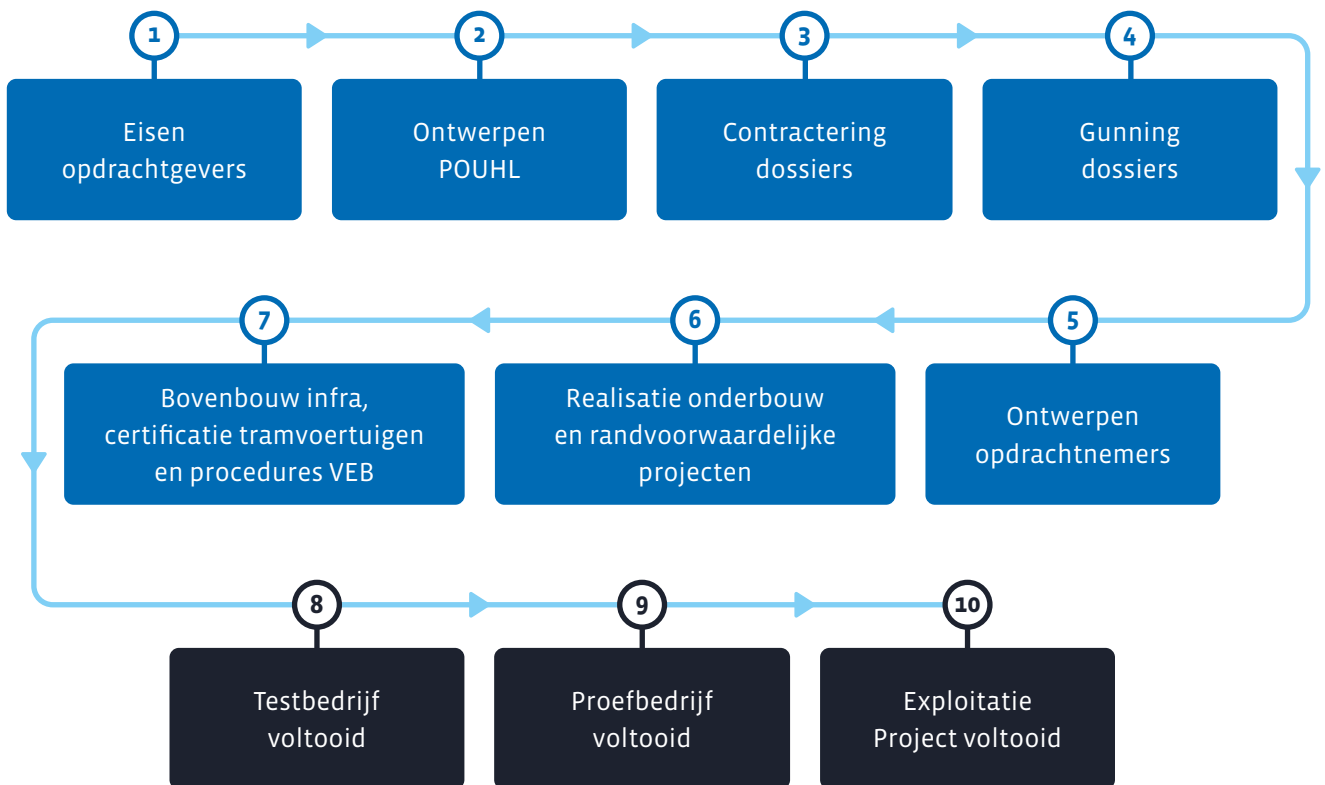 1
Eisen
opdrachtgevers
2
Ontwerpen
POUHL
3
Contractering
dossiers
4
Gunning
dossiers
5
Ontwerpen
opdrachtnemers
6
Realisatie onderbouw
en randvoorwaardelijke
projecten
7
Bovenbouw infra,
certificatie tramvoertuigen
en procedures VEB
8
Testbedrijf
voltooid
9
Proefbedrijf
voltooid
10
Exploitatie
Project voltooid